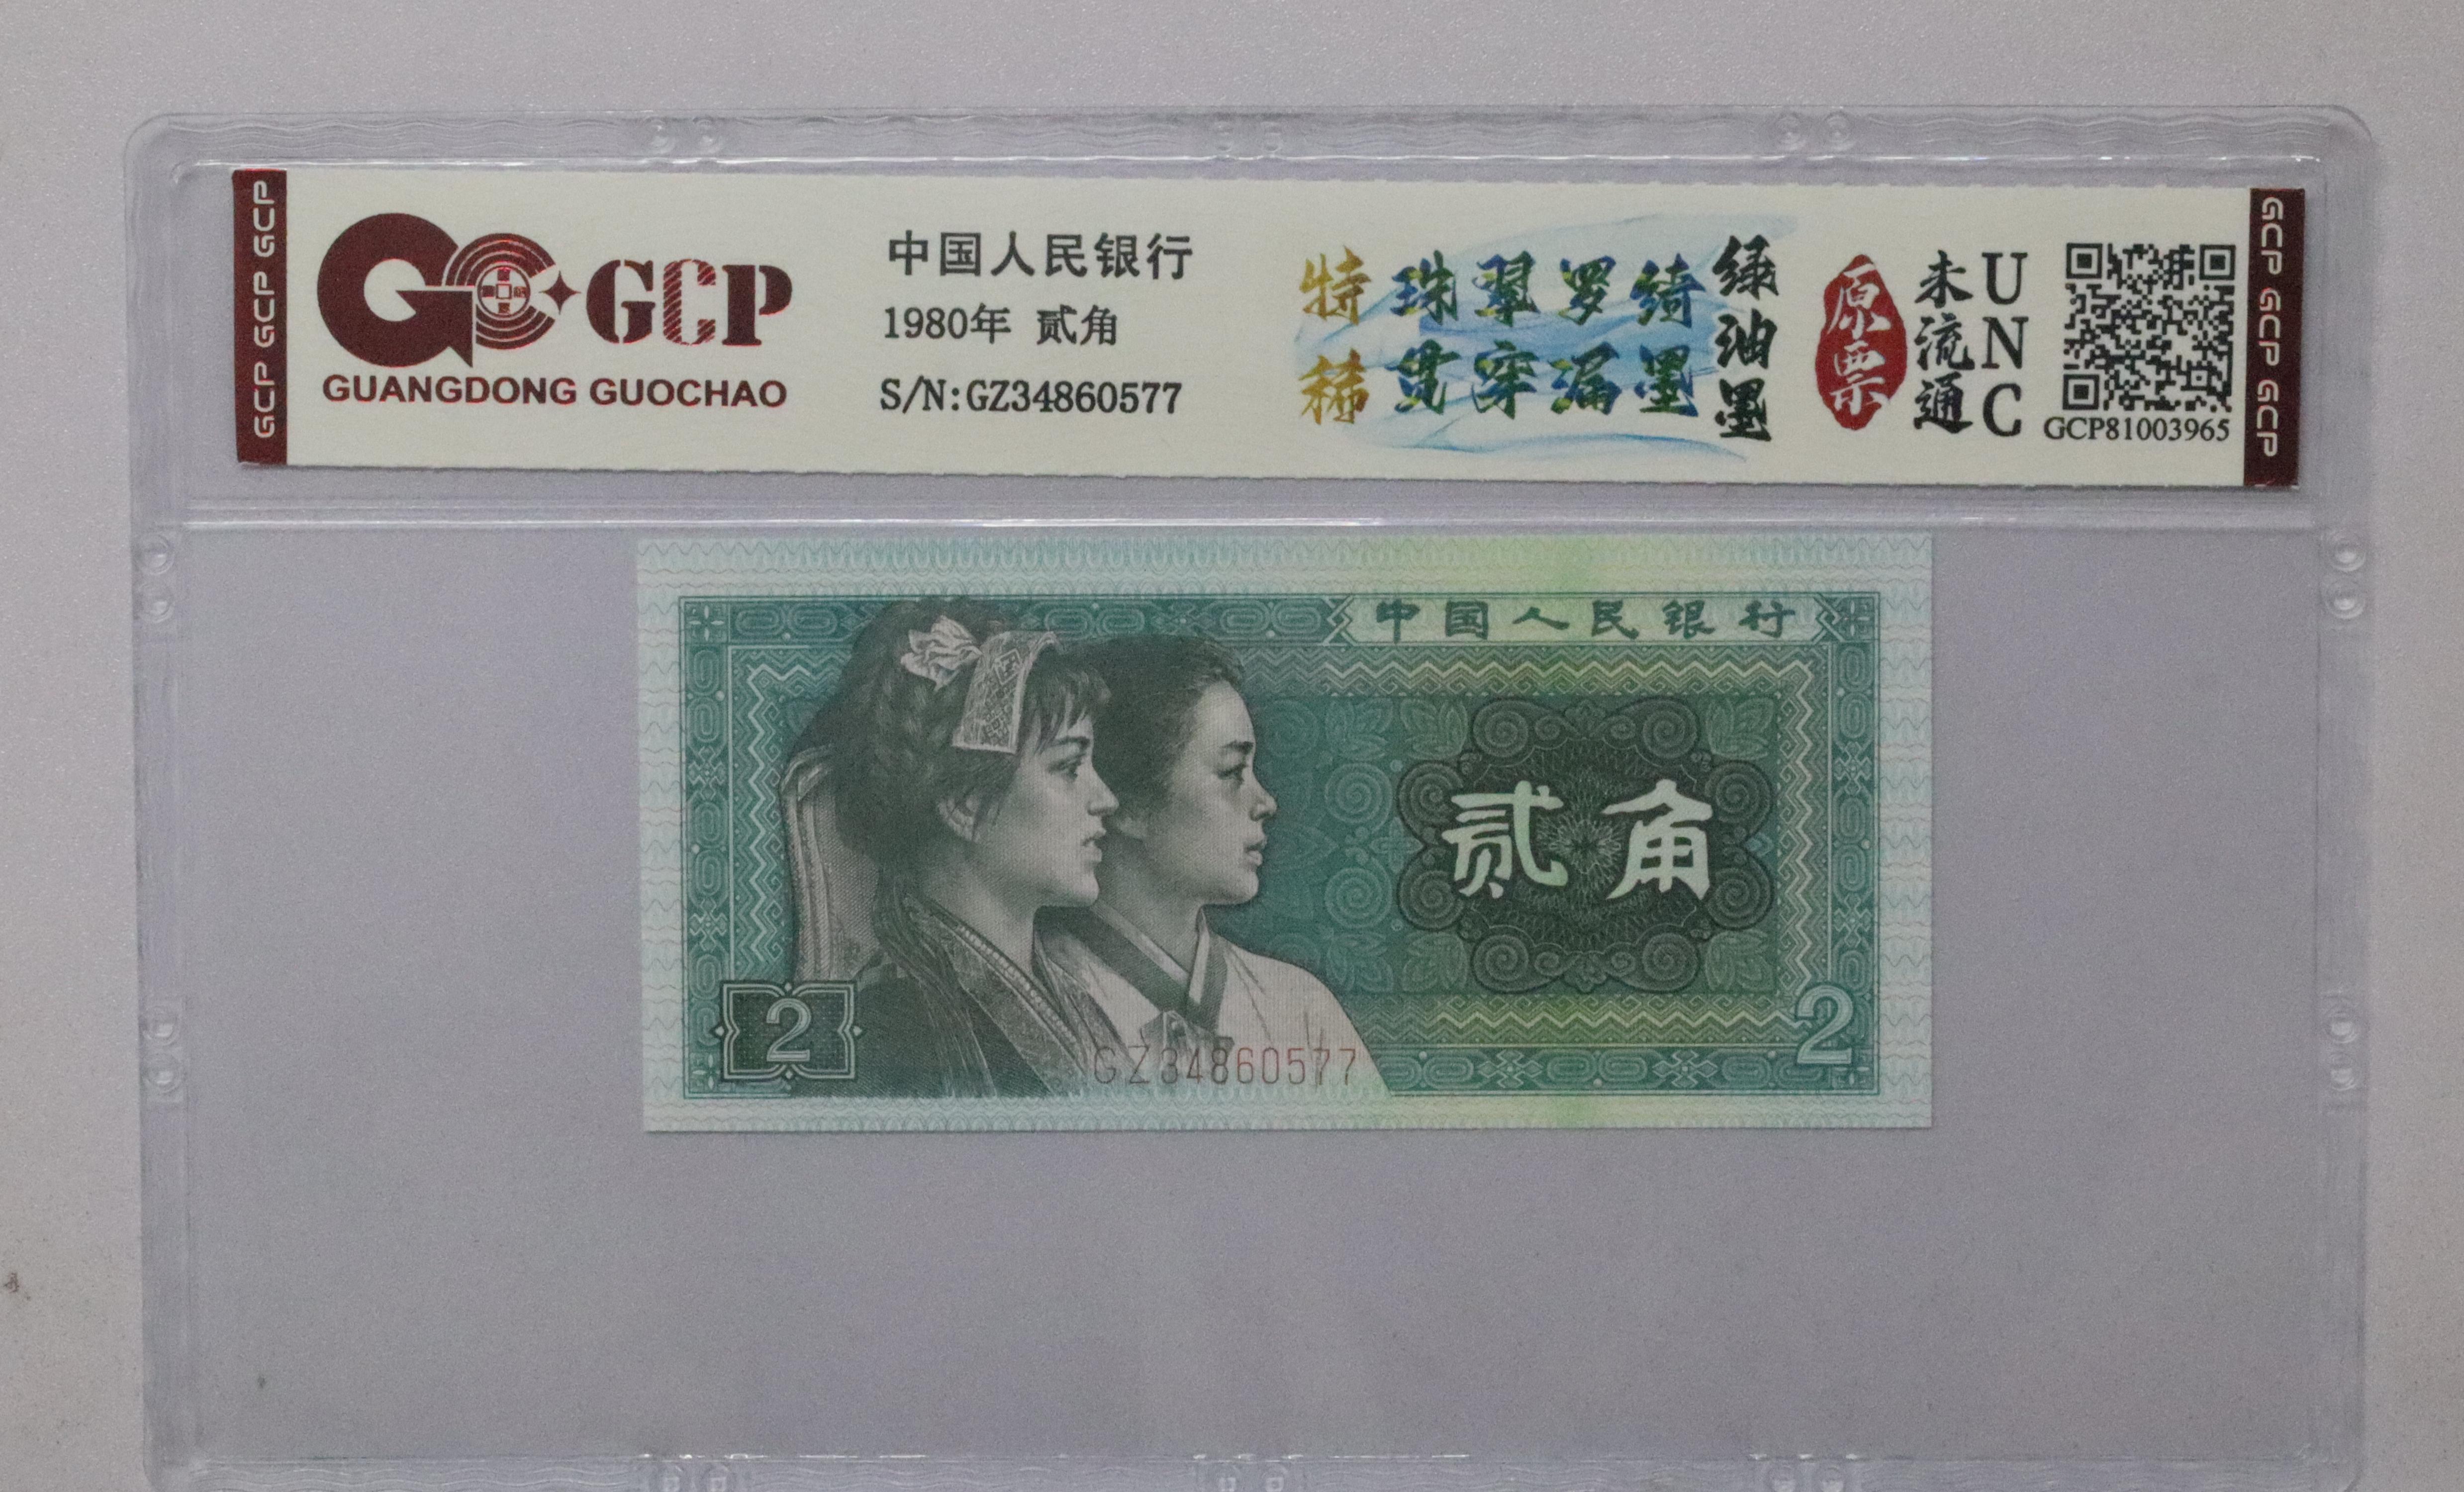 GCP GCP GCP
GCP
GUANGDONG GUOCHAO
中国人民银行
1980年 贰角
S/N:GZ34860577
特稀
珠翠罗绮
贯穿漏墨
绿油墨
原票
未流通
UNC
GCP81003965
GCP GCP GCP
中国人民银行
贰角
2
2
GZ34860577